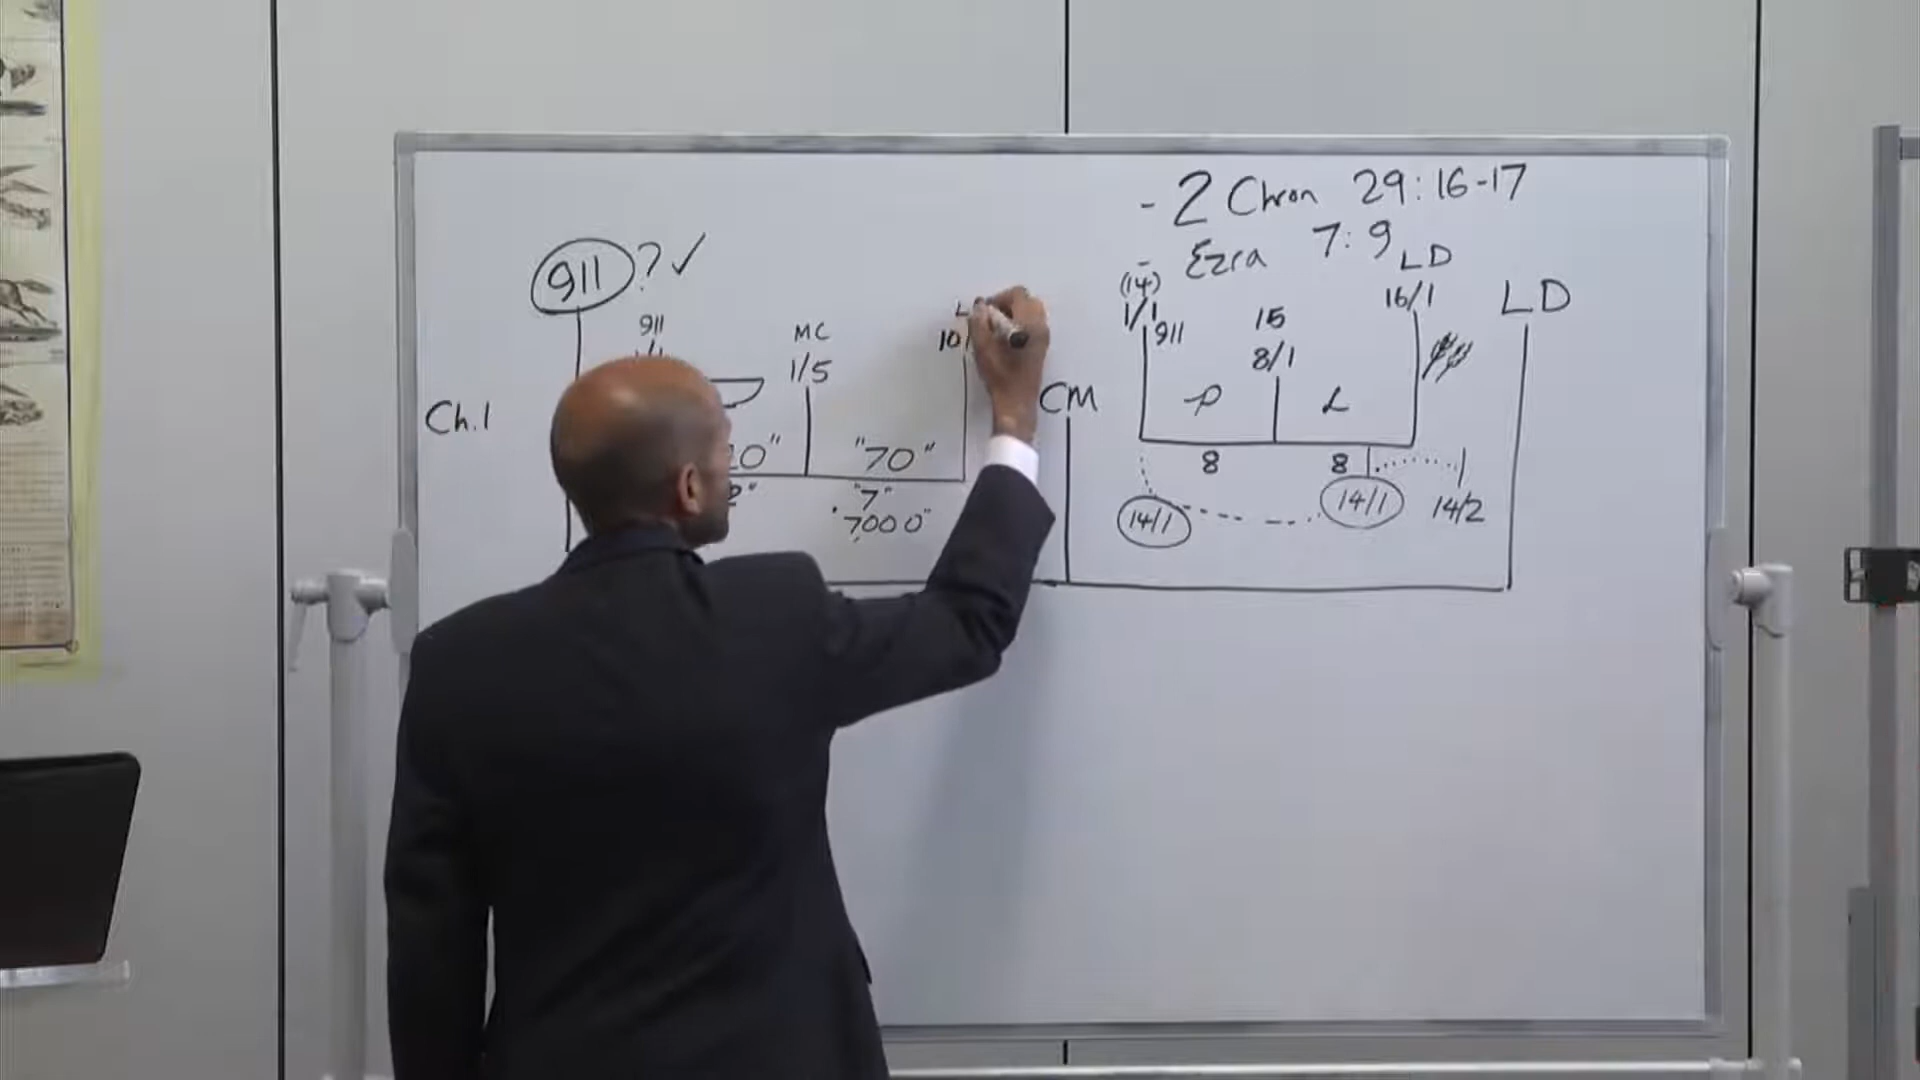 - 2 Chron 29:16-17
- Ezra 7:9
911 ? ✓
911
MC
1/5
Ch.1
"70"
"7"
"7000"
CM
(14)
1/1
911
15
8/1
LD
16/1
LD
P
L
8
8
14/1
14/1
14/2